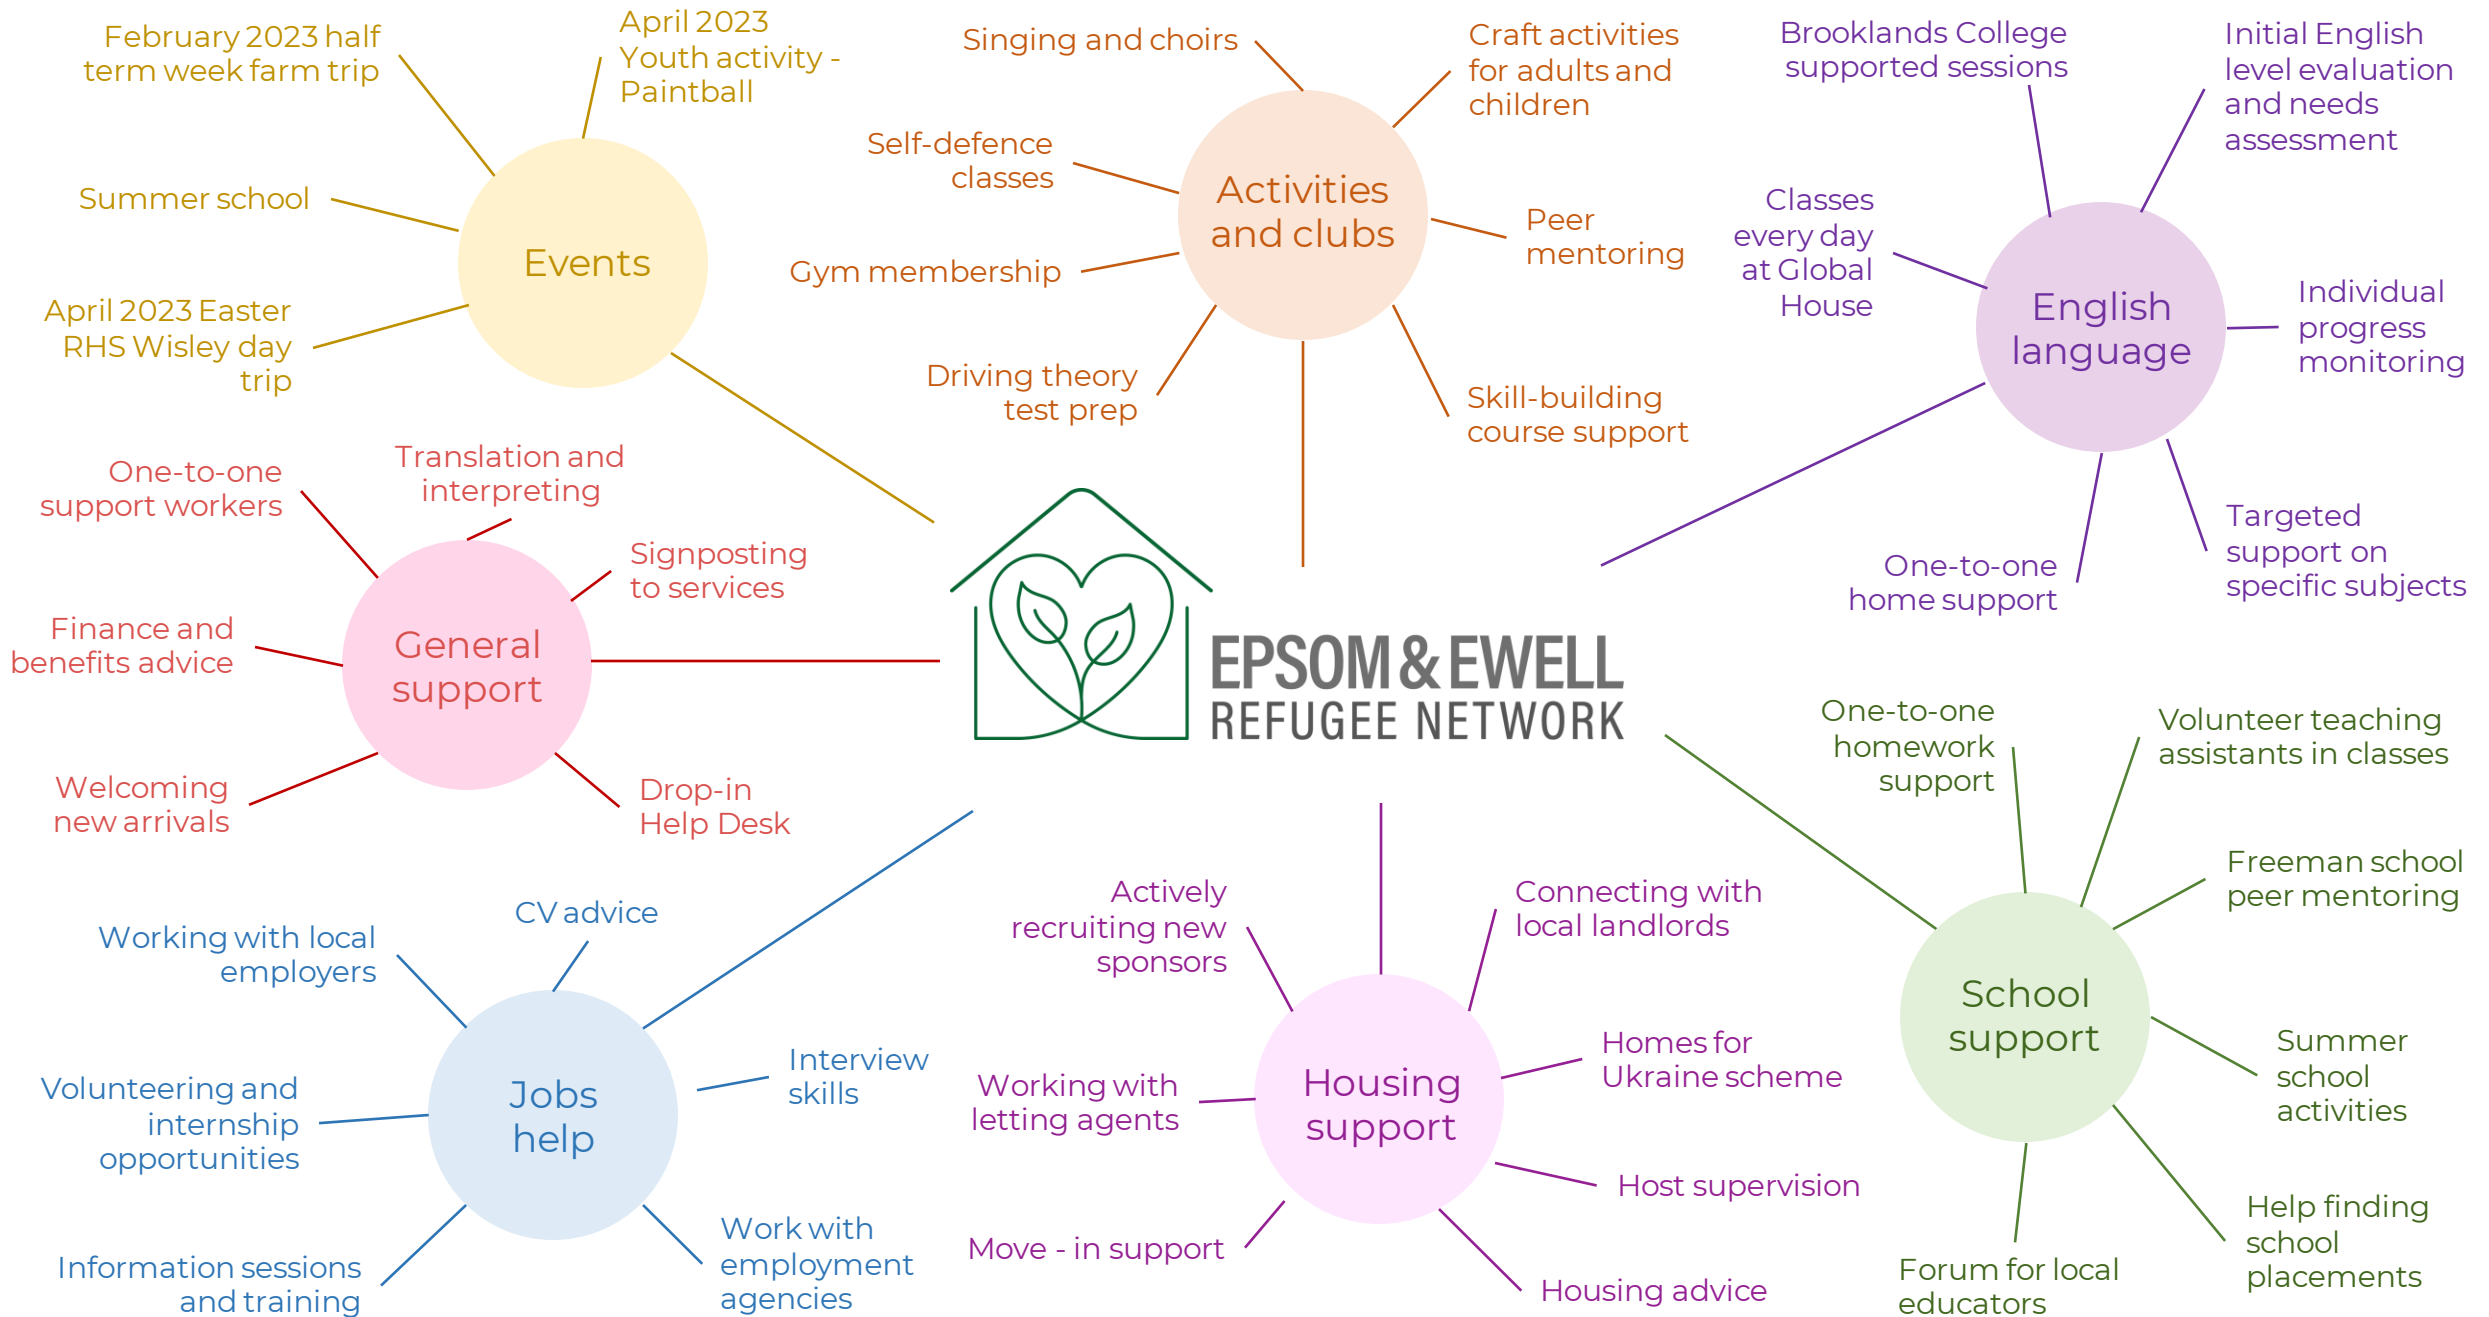 February 2023 half
term week farm trip
April 2023
Youth activity -
Paintball
Summer school
Events
April 2023 Easter
RHS Wisley day
trip
Singing and choirs
Craft activities
for adults and
children
Self-defence
classes
Activities
and clubs
Peer
mentoring
Gym membership
Driving theory
test prep
Skill-building
course support
Brooklands College
supported sessions
Initial English
level evaluation
and needs
assessment
Classes
every day
at Global
House
English
language
Individual
progress
monitoring
One-to-one
home support
Targeted
support on
specific subjects
One-to-one
support workers
Translation and
interpreting
Signposting
to services
Finance and
benefits advice
General
support
Welcoming
new arrivals
Drop-in
Help Desk
EPSOM & EWELL
REFUGEE NETWORK
Working with local
employers
CV advice
Volunteering and
internship
opportunities
Jobs
help
Interview
skills
Information sessions
and training
Work with
employment
agencies
Actively
recruiting new
sponsors
Connecting with
local landlords
Working with
letting agents
Housing
support
Homes for
Ukraine scheme
Host supervision
Move - in support
Housing advice
One-to-one
homework
support
Volunteer teaching
assistants in classes
Freeman school
peer mentoring
School
support
Summer
school
activities
Help finding
school
placements
Forum for local
educators